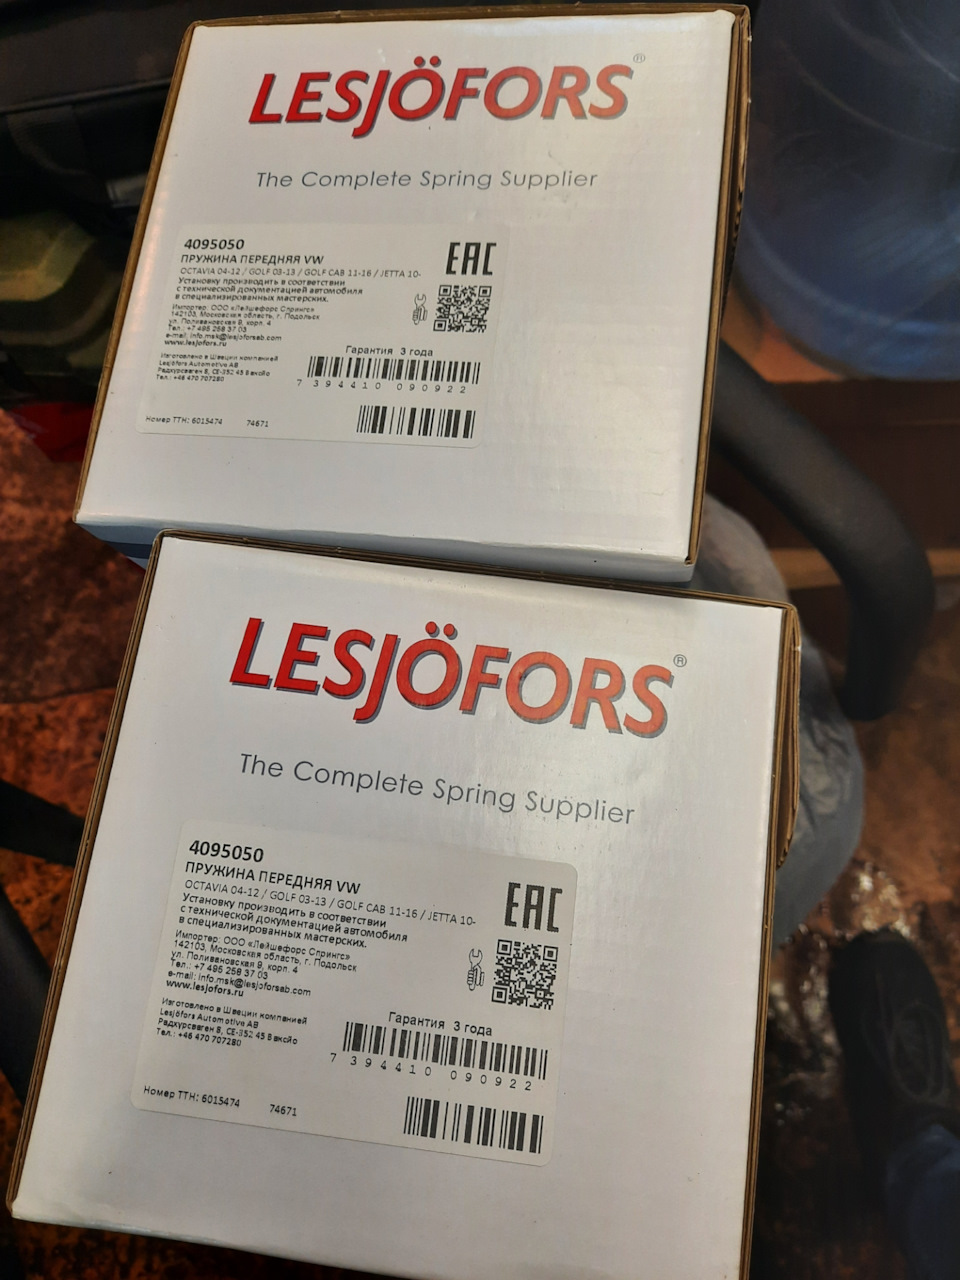 LESJÖFORS®
The Complete Spring Supplier
4095050
ПРУЖИНА ПЕРЕДНЯЯ VW
OCTAVIA 04-12 / GOLF 03-13 / GOLF CAB 11-16 / JETTA 10-
Установку производить в соответствии
с технической документацией автомобиля
в специализированных мастерских.
Импортер: ООО «Лейшефорс Спрингс»
142103, Московская область, г. Подольск
ул. Поливановская 9, корп. 4
Тел.: +7 495 258 37 03
e-mail: info.msk@lesjoforsab.com
www.lesjofors.ru
EAC
Гарантия 3 года
7 394410 090922
Изготовлено в Швеции компанией
Lesjöfors Automotive AB
Тел.: +46 470 707280
Номер ТТН: 6015474 74671
LESJÖFORS®
The Complete Spring Supplier
4095050
ПРУЖИНА ПЕРЕДНЯЯ VW
OCTAVIA 04-12 / GOLF 03-13 / GOLF CAB 11-16 / JETTA 10-
Установку производить в соответствии
с технической документацией автомобиля
в специализированных мастерских.
Импортер: ООО «Лейшефорс Спрингс»
142103, Московская область, г. Подольск
ул. Поливановская 9, корп. 4
Тел.: +7 495 258 37 03
e-mail: info.msk@lesjoforsab.com
www.lesjofors.ru
EAC
Гарантия 3 года
7 394410 090922
Изготовлено в Швеции компанией
Lesjöfors Automotive AB
Тел.: +46 470 707280
Номер ТТН: 6015474 74671